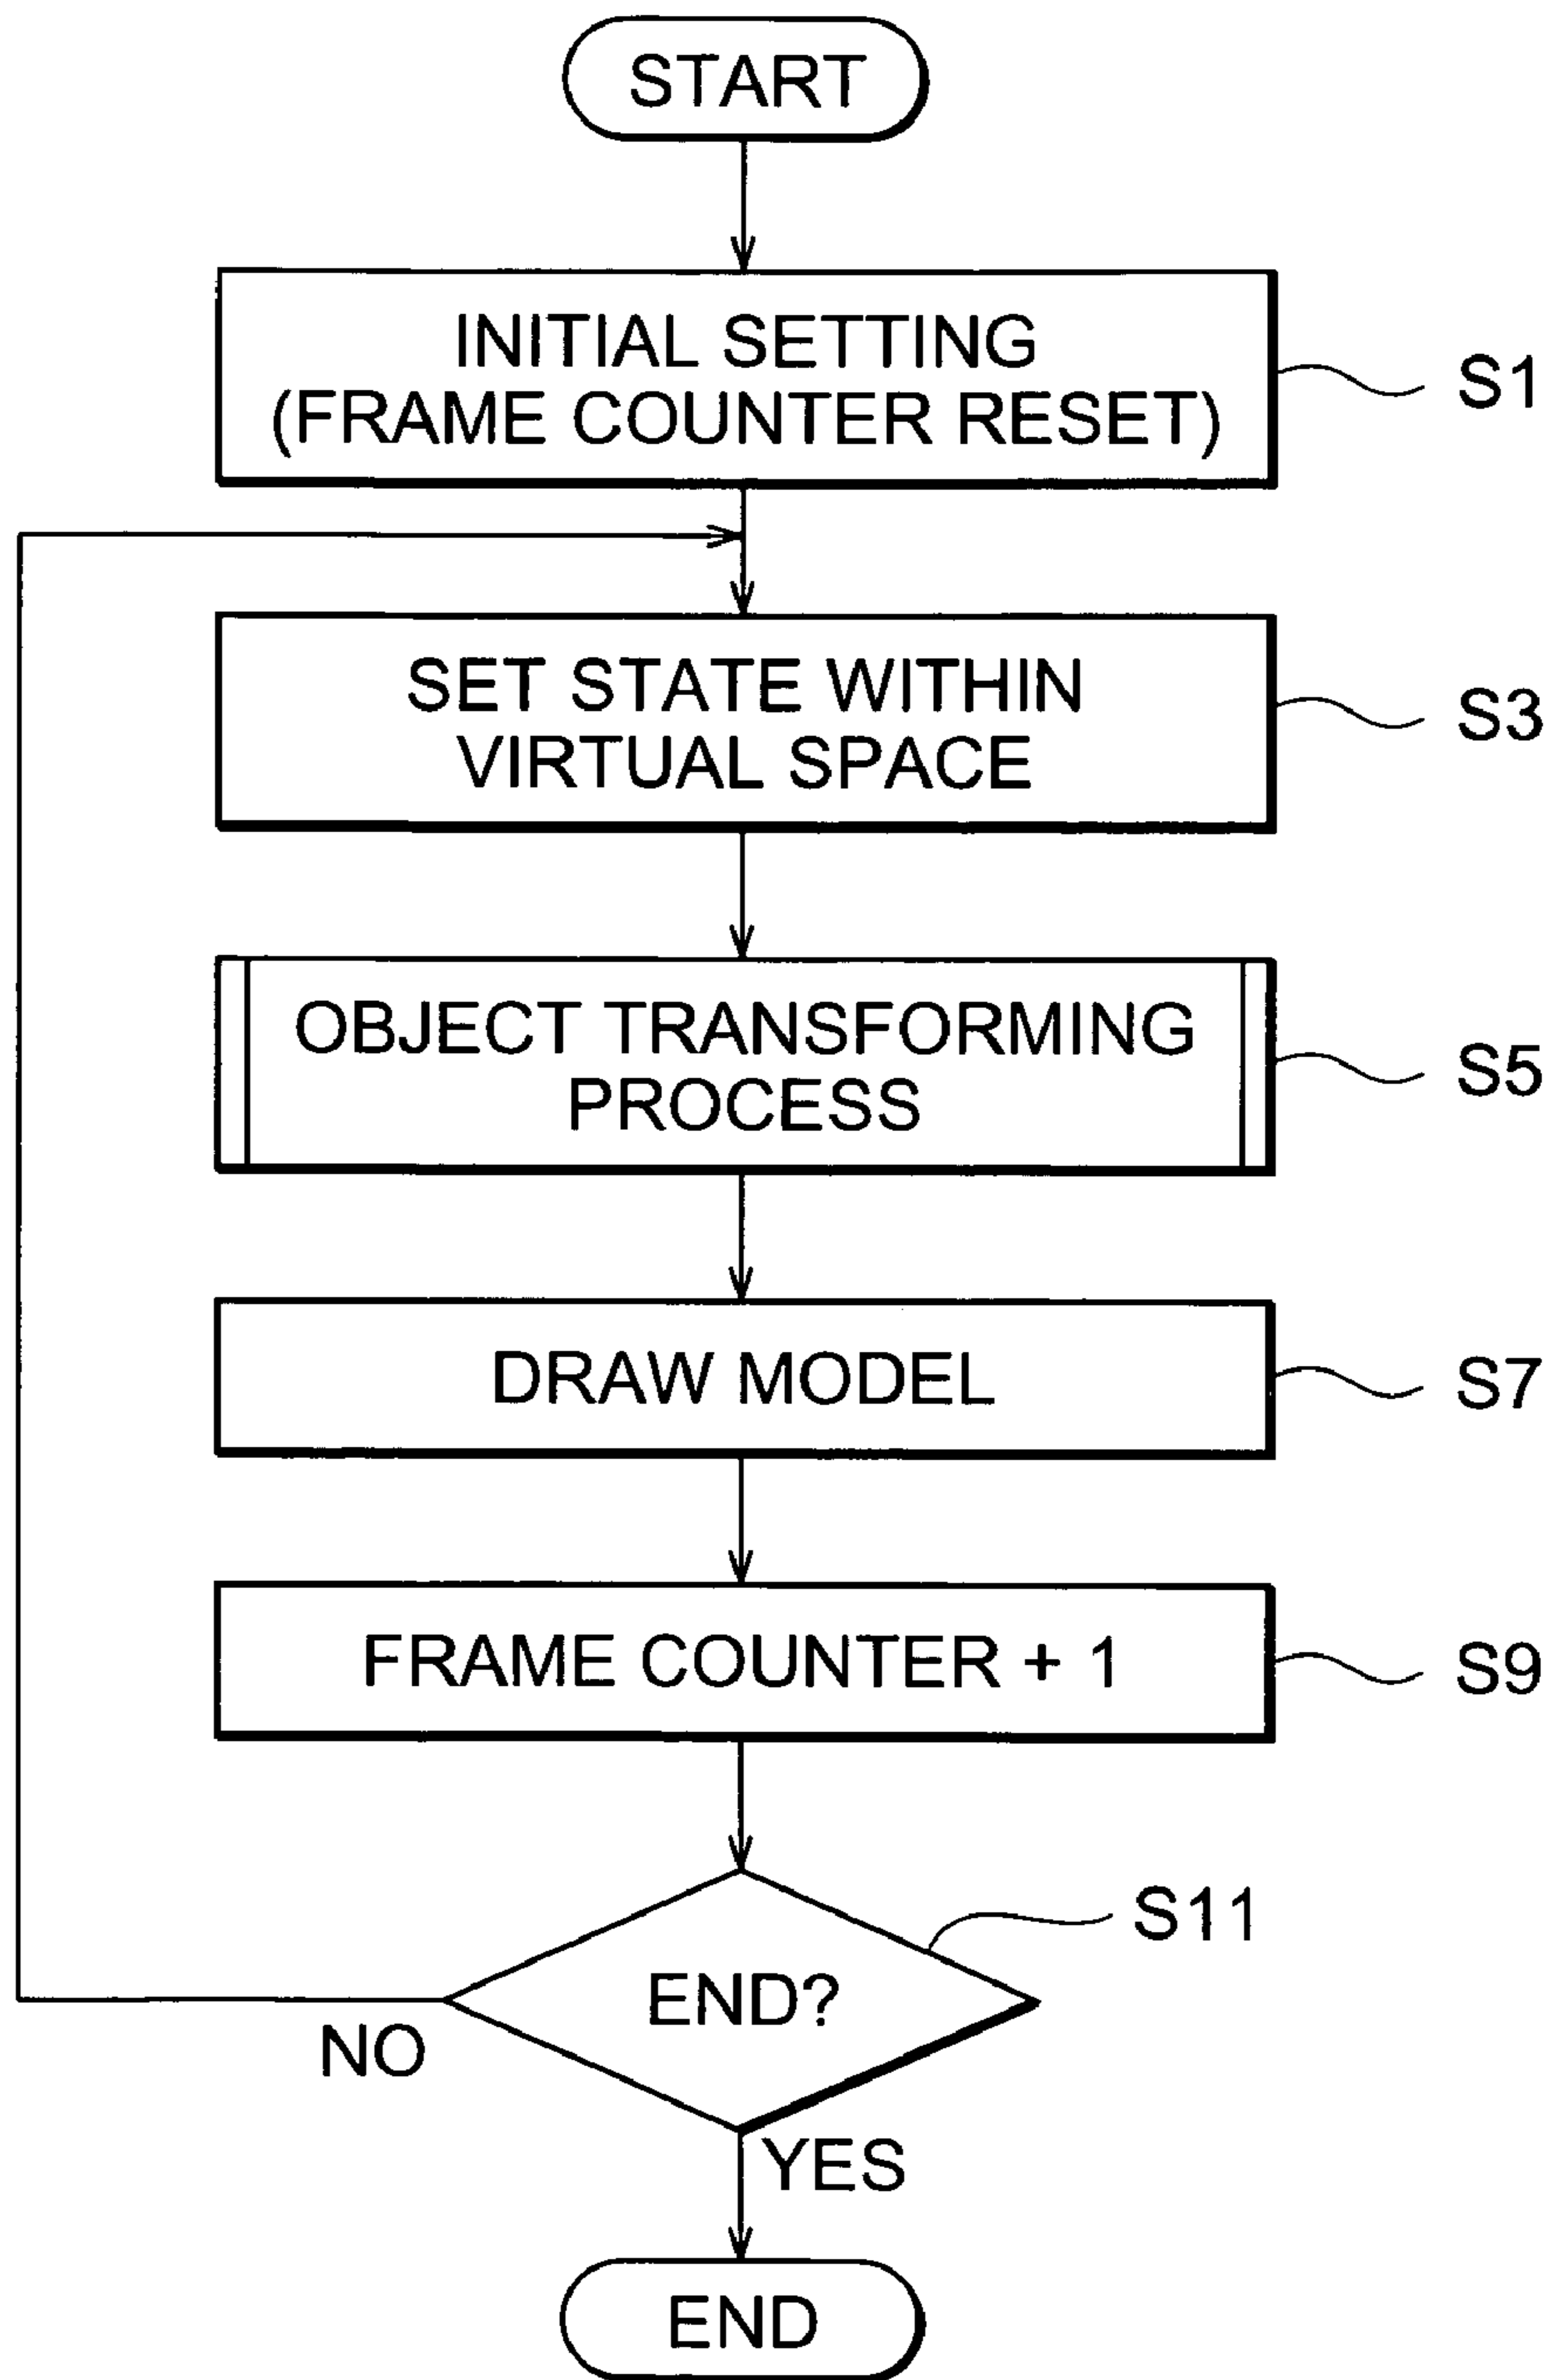 START
INITIAL SETTING
(FRAME COUNTER RESET)
S1
SET STATE WITHIN
VIRTUAL SPACE
S3
OBJECT TRANSFORMING
PROCESS
S5
DRAW MODEL
S7
FRAME COUNTER + 1
S9
S11
END?
NO
YES
END